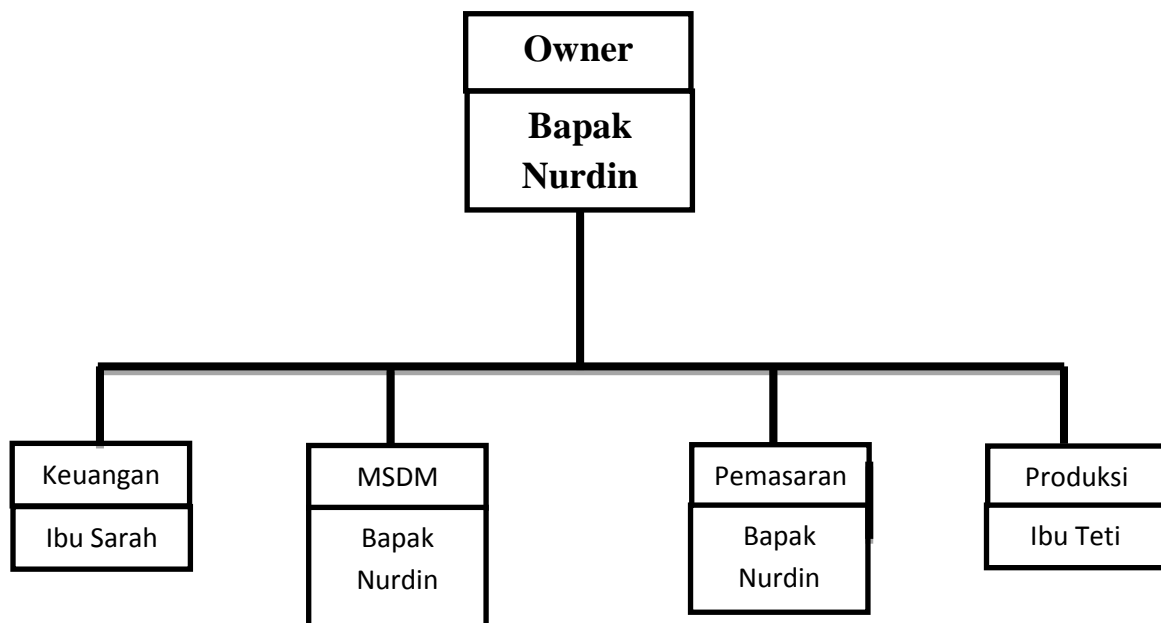 Owner
Bapak
Nurdin
Keuangan
Ibu Sarah
MSDM
Bapak
Nurdin
Pemasaran
Bapak
Nurdin
Produksi
Ibu Teti